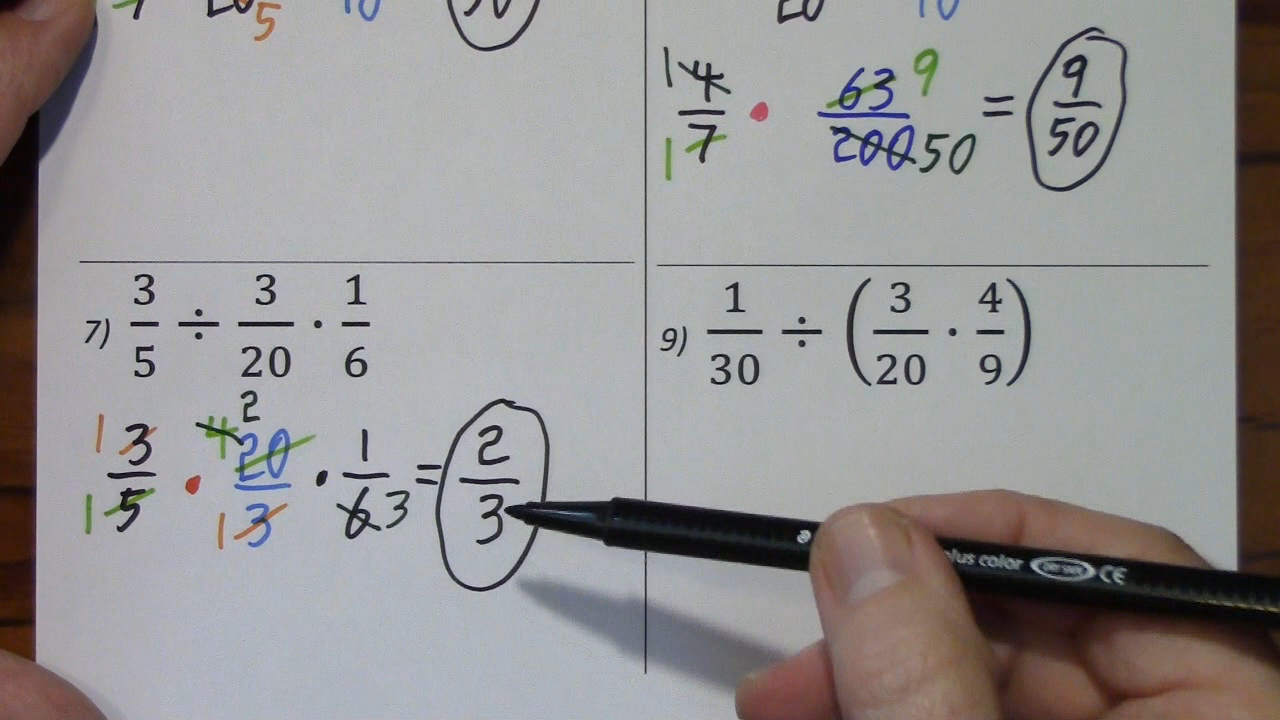 14/7 · 63/200 9 50 = 9/50
7) 3/5 ÷ 3/20 · 1/6
1 3/5 1 · 4 2 20/3 1 · 1/6 3 = 2/3
9) 1/30 ÷ (3/20 · 4/9)
plus color CE